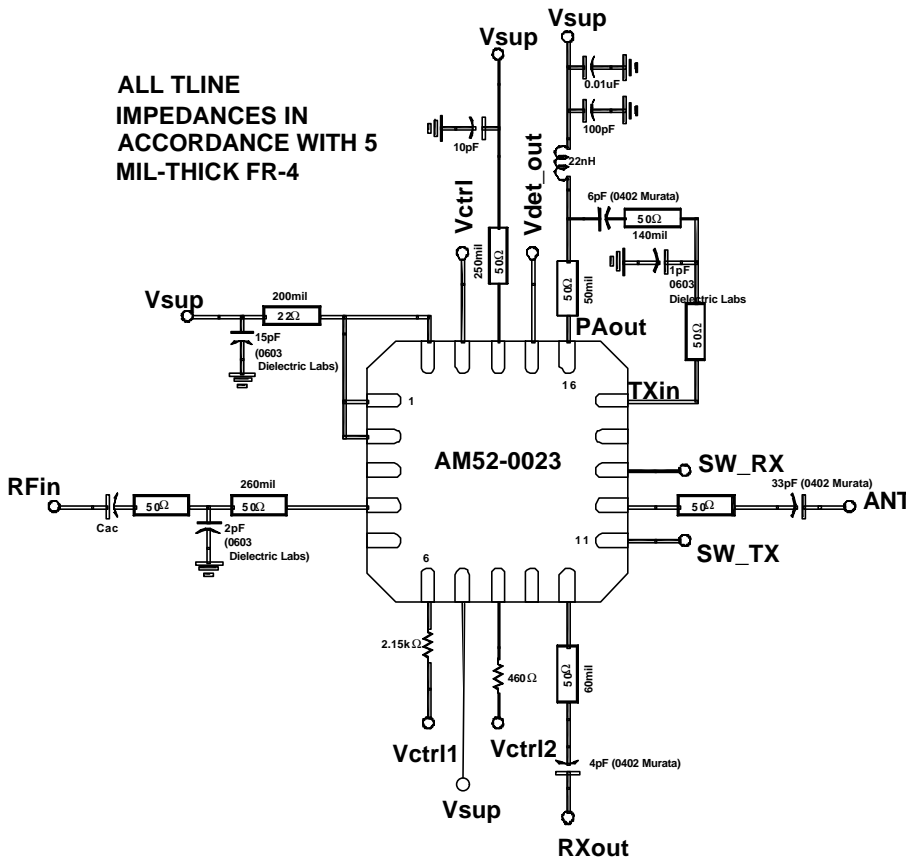 Vsup
Vsup
ALL TLINE
IMPEDANCES IN
ACCORDANCE WITH 5
MIL-THICK FR-4
0.01uF
100pF
10pF
22nH
Vctrl
Vdet_out
6pF (0402 Murata)
50Ω
140mil
250mil
50Ω
50Ω
50mil
1pF
0603
Dielectric Labs
50Ω
Vsup
200mil
22Ω
15pF
(0603
Dielectric Labs)
PAout
16
TXin
1
AM52-0023
SW_RX
RFin
260mil
50Ω
50Ω
Cac
2pF
(0603
Dielectric Labs)
33pF (0402 Murata)
50Ω
ANT
11
SW_TX
6
2.15kΩ
460Ω
50Ω
60mil
Vctrl1
Vctrl2
4pF (0402 Murata)
Vsup
RXout